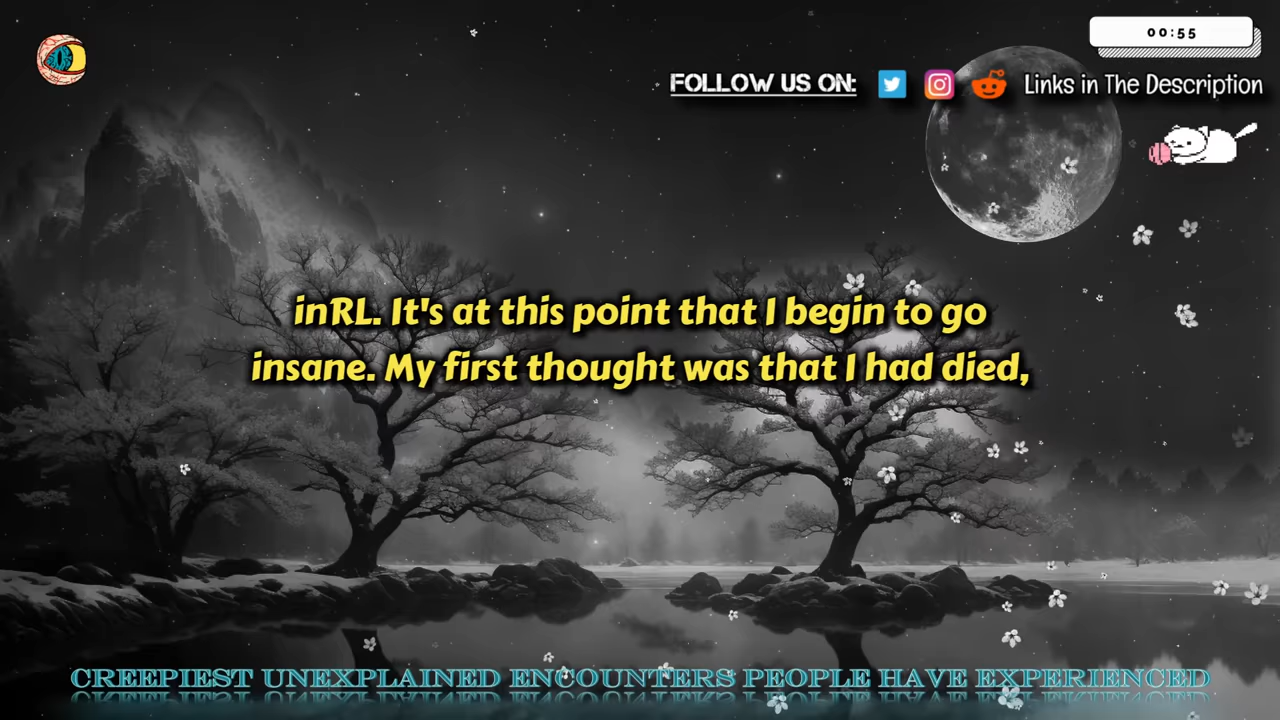 00:55
FOLLOW US ON: Links in The Description
inRL. It's at this point that I begin to go
insane. My first thought was that I had died,
CREEPIEST UNEXPLAINED ENCOUNTERS PEOPLE HAVE EXPERIENCED